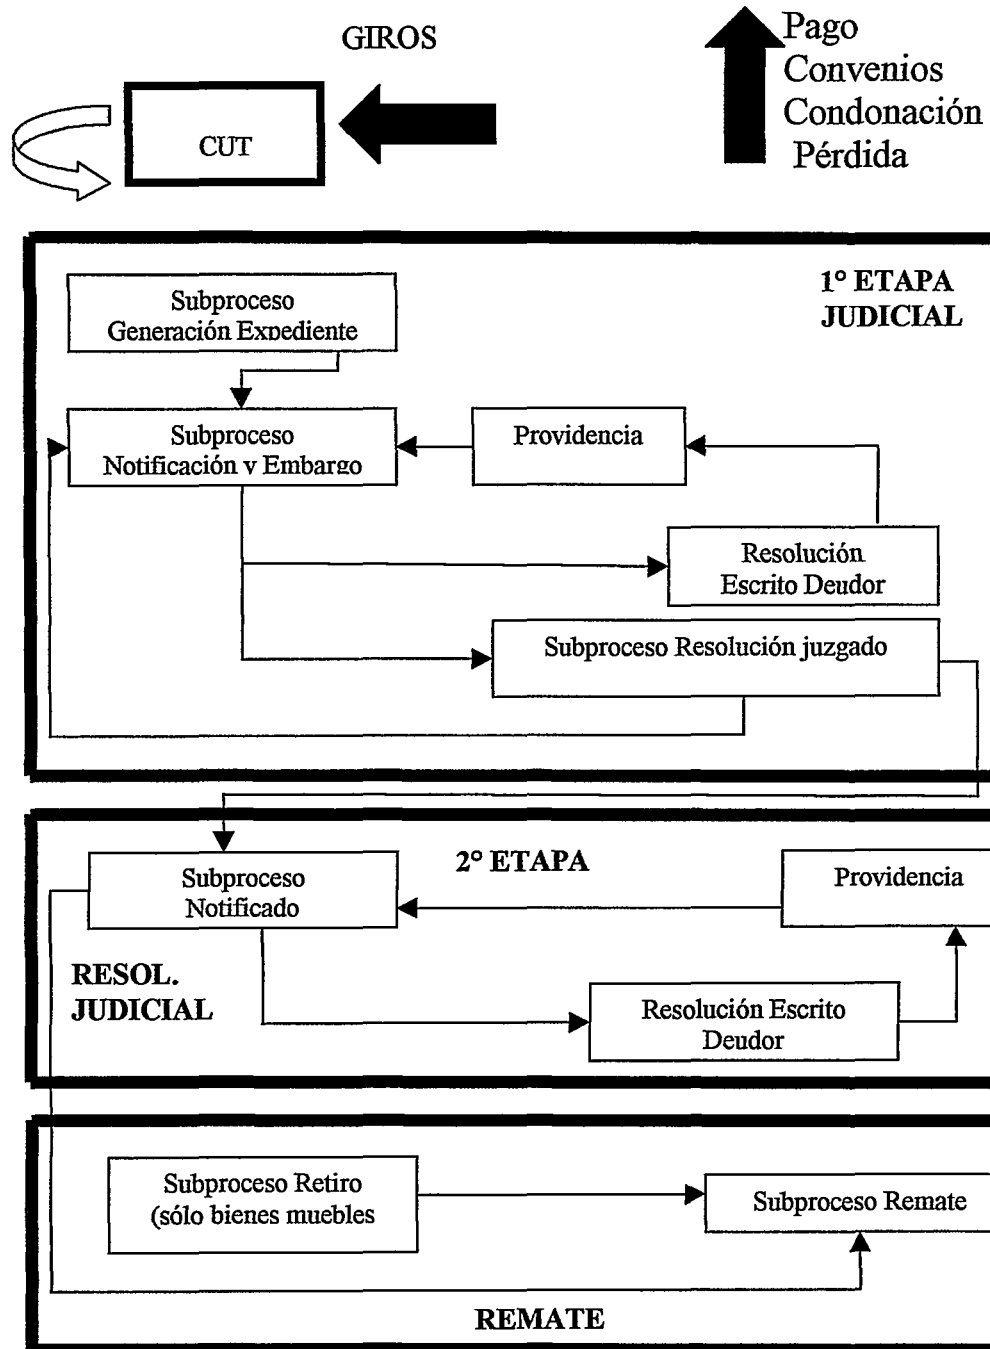 GIROS
Pago
Convenios
Condonación
Pérdida
CUT
1° ETAPA
JUDICIAL
Subproceso
Generación Expediente
Subproceso
Notificación y Embargo
Providencia
Resolución
Escrito Deudor
Subproceso Resolución juzgado
2° ETAPA
Subproceso
Notificado
Providencia
RESOL.
JUDICIAL
Resolución Escrito
Deudor
Subproceso Retiro
(sólo bienes muebles
Subproceso Remate
REMATE